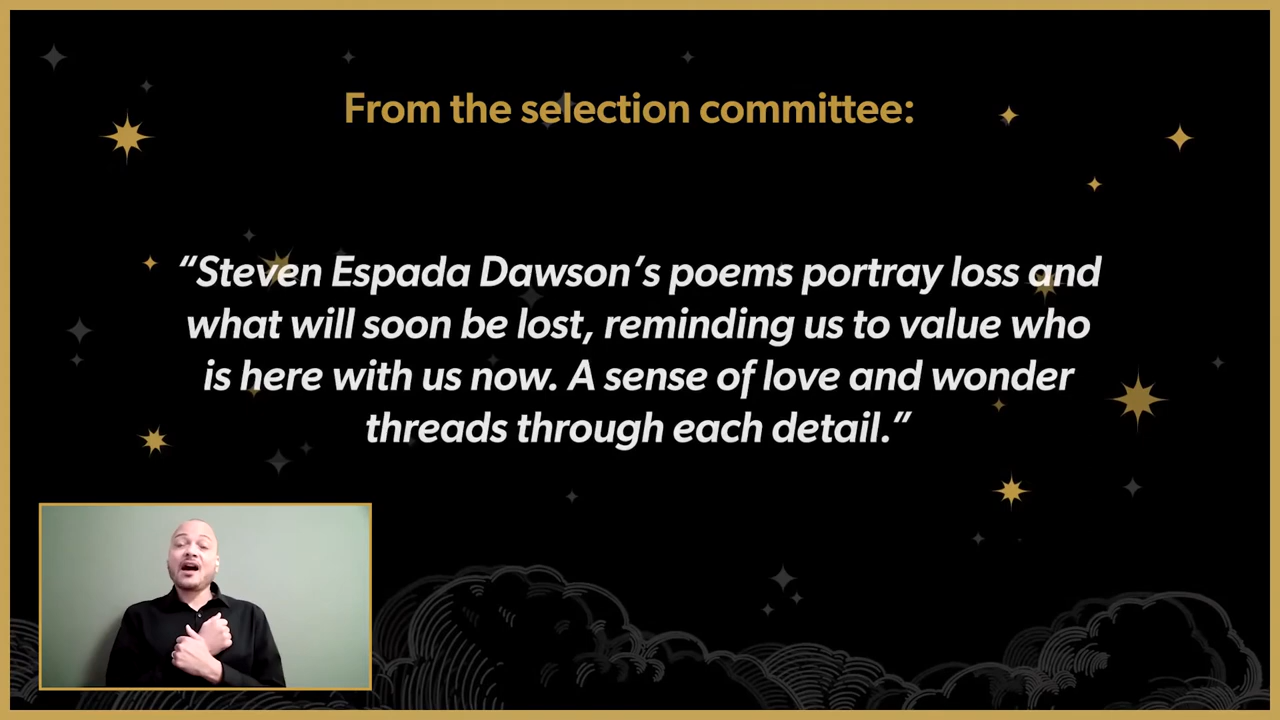 From the selection committee:
“Steven Espada Dawson’s poems portray loss and
what will soon be lost, reminding us to value who
is here with us now. A sense of love and wonder
threads through each detail.”